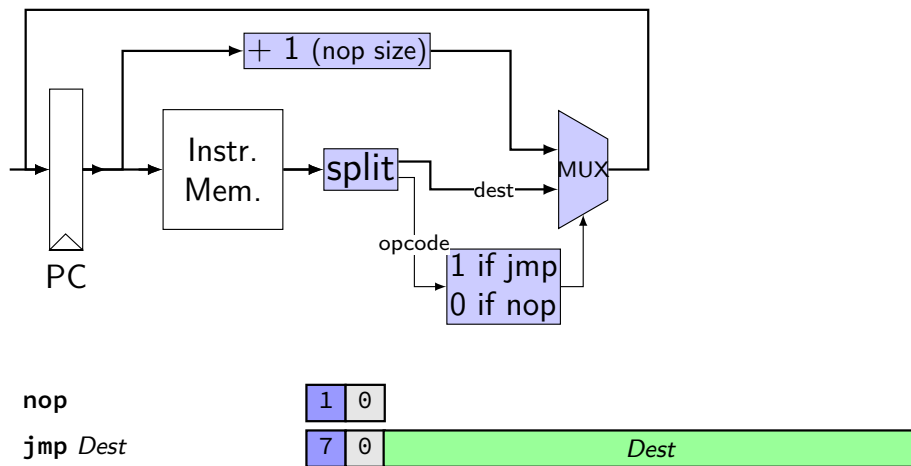 + 1 (nop size)
Instr.
Mem.
split
MUX
dest
opcode
1 if jmp
0 if nop
PC
nop 1 0
jmp Dest 7 0 Dest